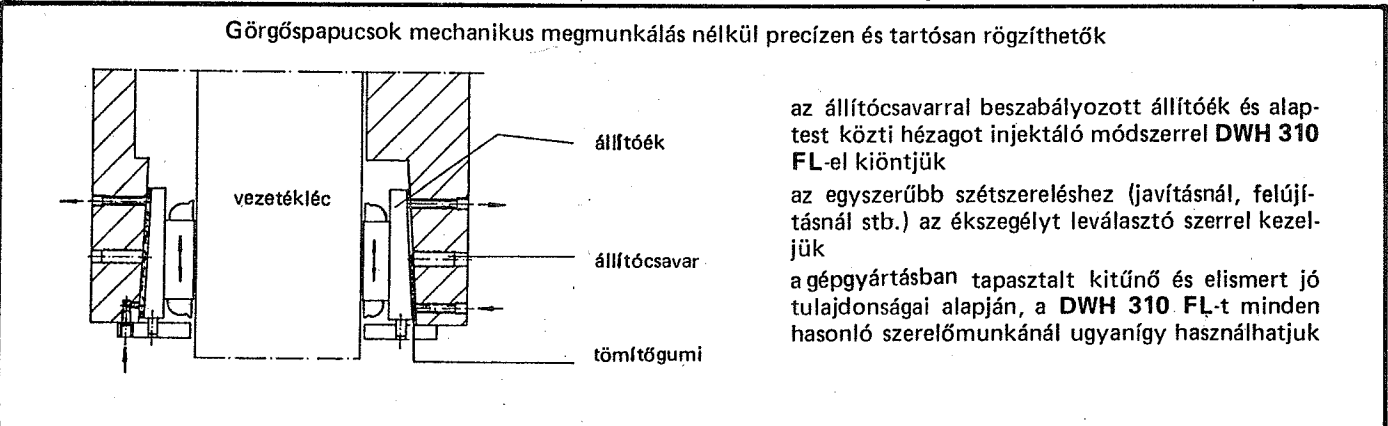 Görgőspapucsok mechanikus megmunkálás nélkül precízen és tartósan rögzíthetők
vezetékléc
állítóék
állítócsavar
tömítőgumi
az állítócsavarral beszabályozott állítóék és alap-
test közti hézagot injektáló módszerrel DWH 310
FL-el kiöntjük
az egyszerűbb szétszereléshez (javításnál, felújí-
tásnál stb.) az ékszegélyt leválasztó szerrel kezel-
jük
a gépgyártásban tapasztalt kitűnő és elismert jó
tulajdonságai alapján, a DWH 310 FL-t minden
hasonló szerelőmunkánál ugyanígy használhatjuk